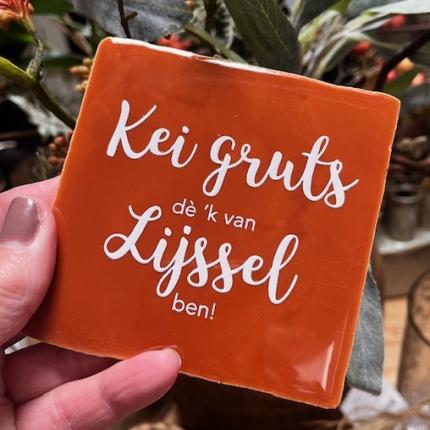 Kei gruts
dè 'k van
Lijssel
ben!